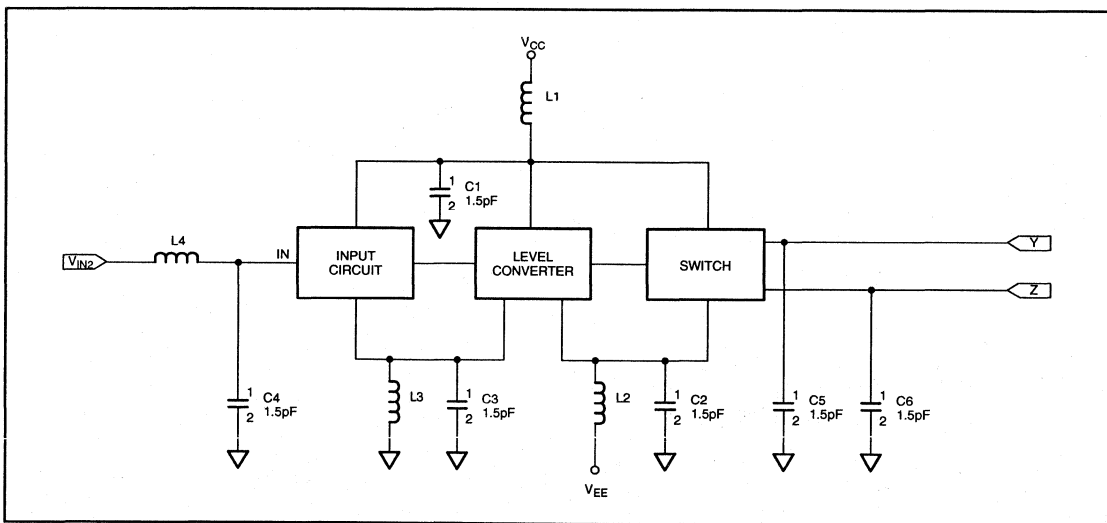 VCC
L1
1
2
C1
1.5pF
L4
VIN2
IN
INPUT
CIRCUIT
LEVEL
CONVERTER
SWITCH
Y
Z
1
2
C4
1.5pF
L3
1
2
C3
1.5pF
L2
1
2
C2
1.5pF
1
2
C5
1.5pF
1
2
C6
1.5pF
VEE